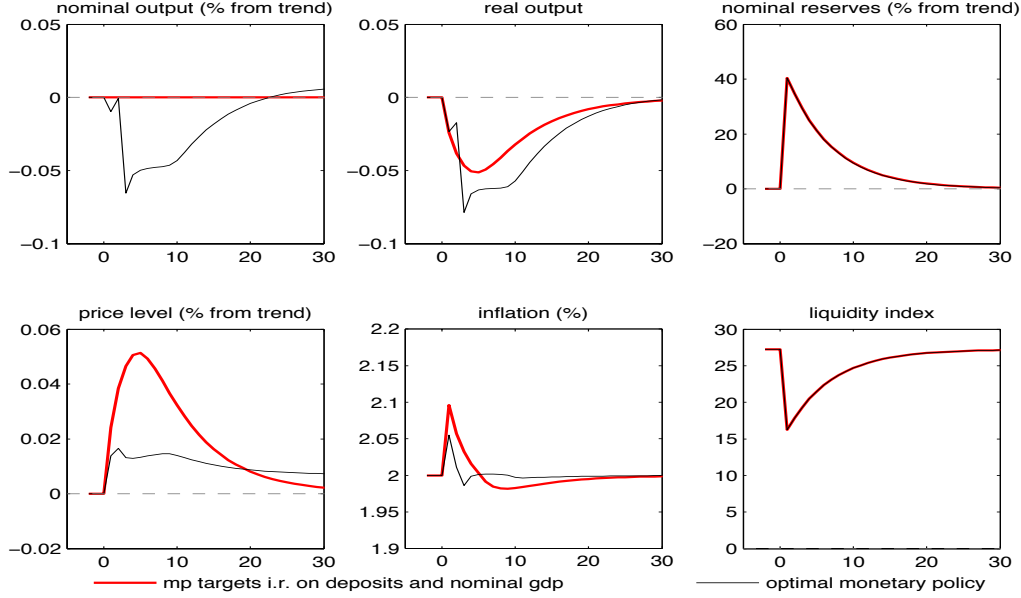 nominal output (% from trend)
real output
nominal reserves (% from trend)
0.05
0
−0.05
−0.1
0 10 20 30
0.05
0
−0.05
−0.1
0 10 20 30
60
40
20
0
−20
0 10 20 30
price level (% from trend)
inflation (%)
liquidity index
0.06
0.04
0.02
0
−0.02
0 10 20 30
2.2
2.15
2.1
2.05
2
1.95
1.9
0 10 20 30
30
25
20
15
10
5
0
0 10 20 30
mp targets i.r. on deposits and nominal gdp
optimal monetary policy